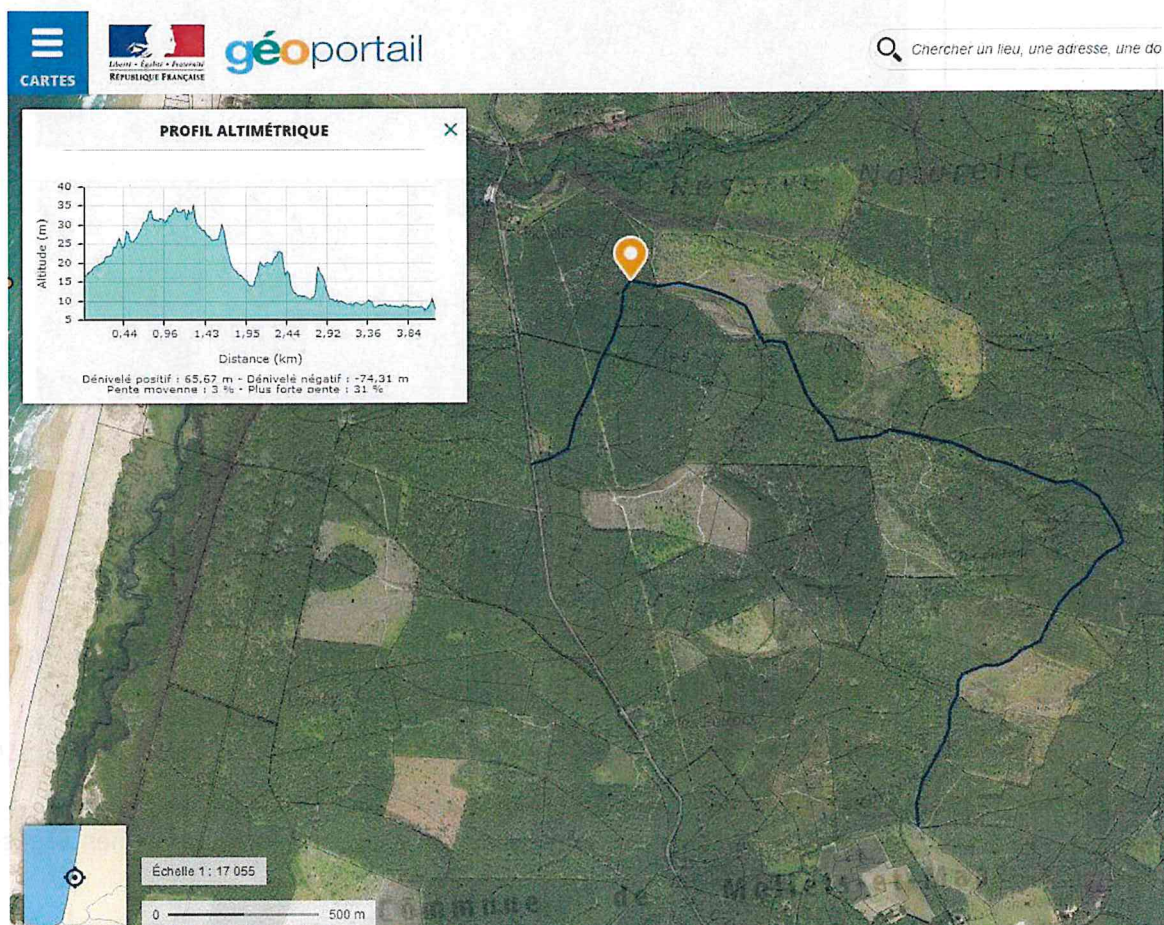 CARTES
Liberté • Égalité • Fraternité
RÉPUBLIQUE FRANÇAISE
géoportail
Chercher un lieu, une adresse, une do
PROFIL ALTIMÉTRIQUE
Altitude (m)
40
35
30
25
20
15
10
5
0,44 0,96 1,43 1,95 2,44 2,92 3,36 3,84
Distance (km)
Dénivelé positif : 65,67 m - Dénivelé négatif : -74,31 m
Pente moyenne : 3 % - Plus forte pente : 31 %
Réserve Naturelle
Échelle 1 : 17 055
0 500 m
Commune de